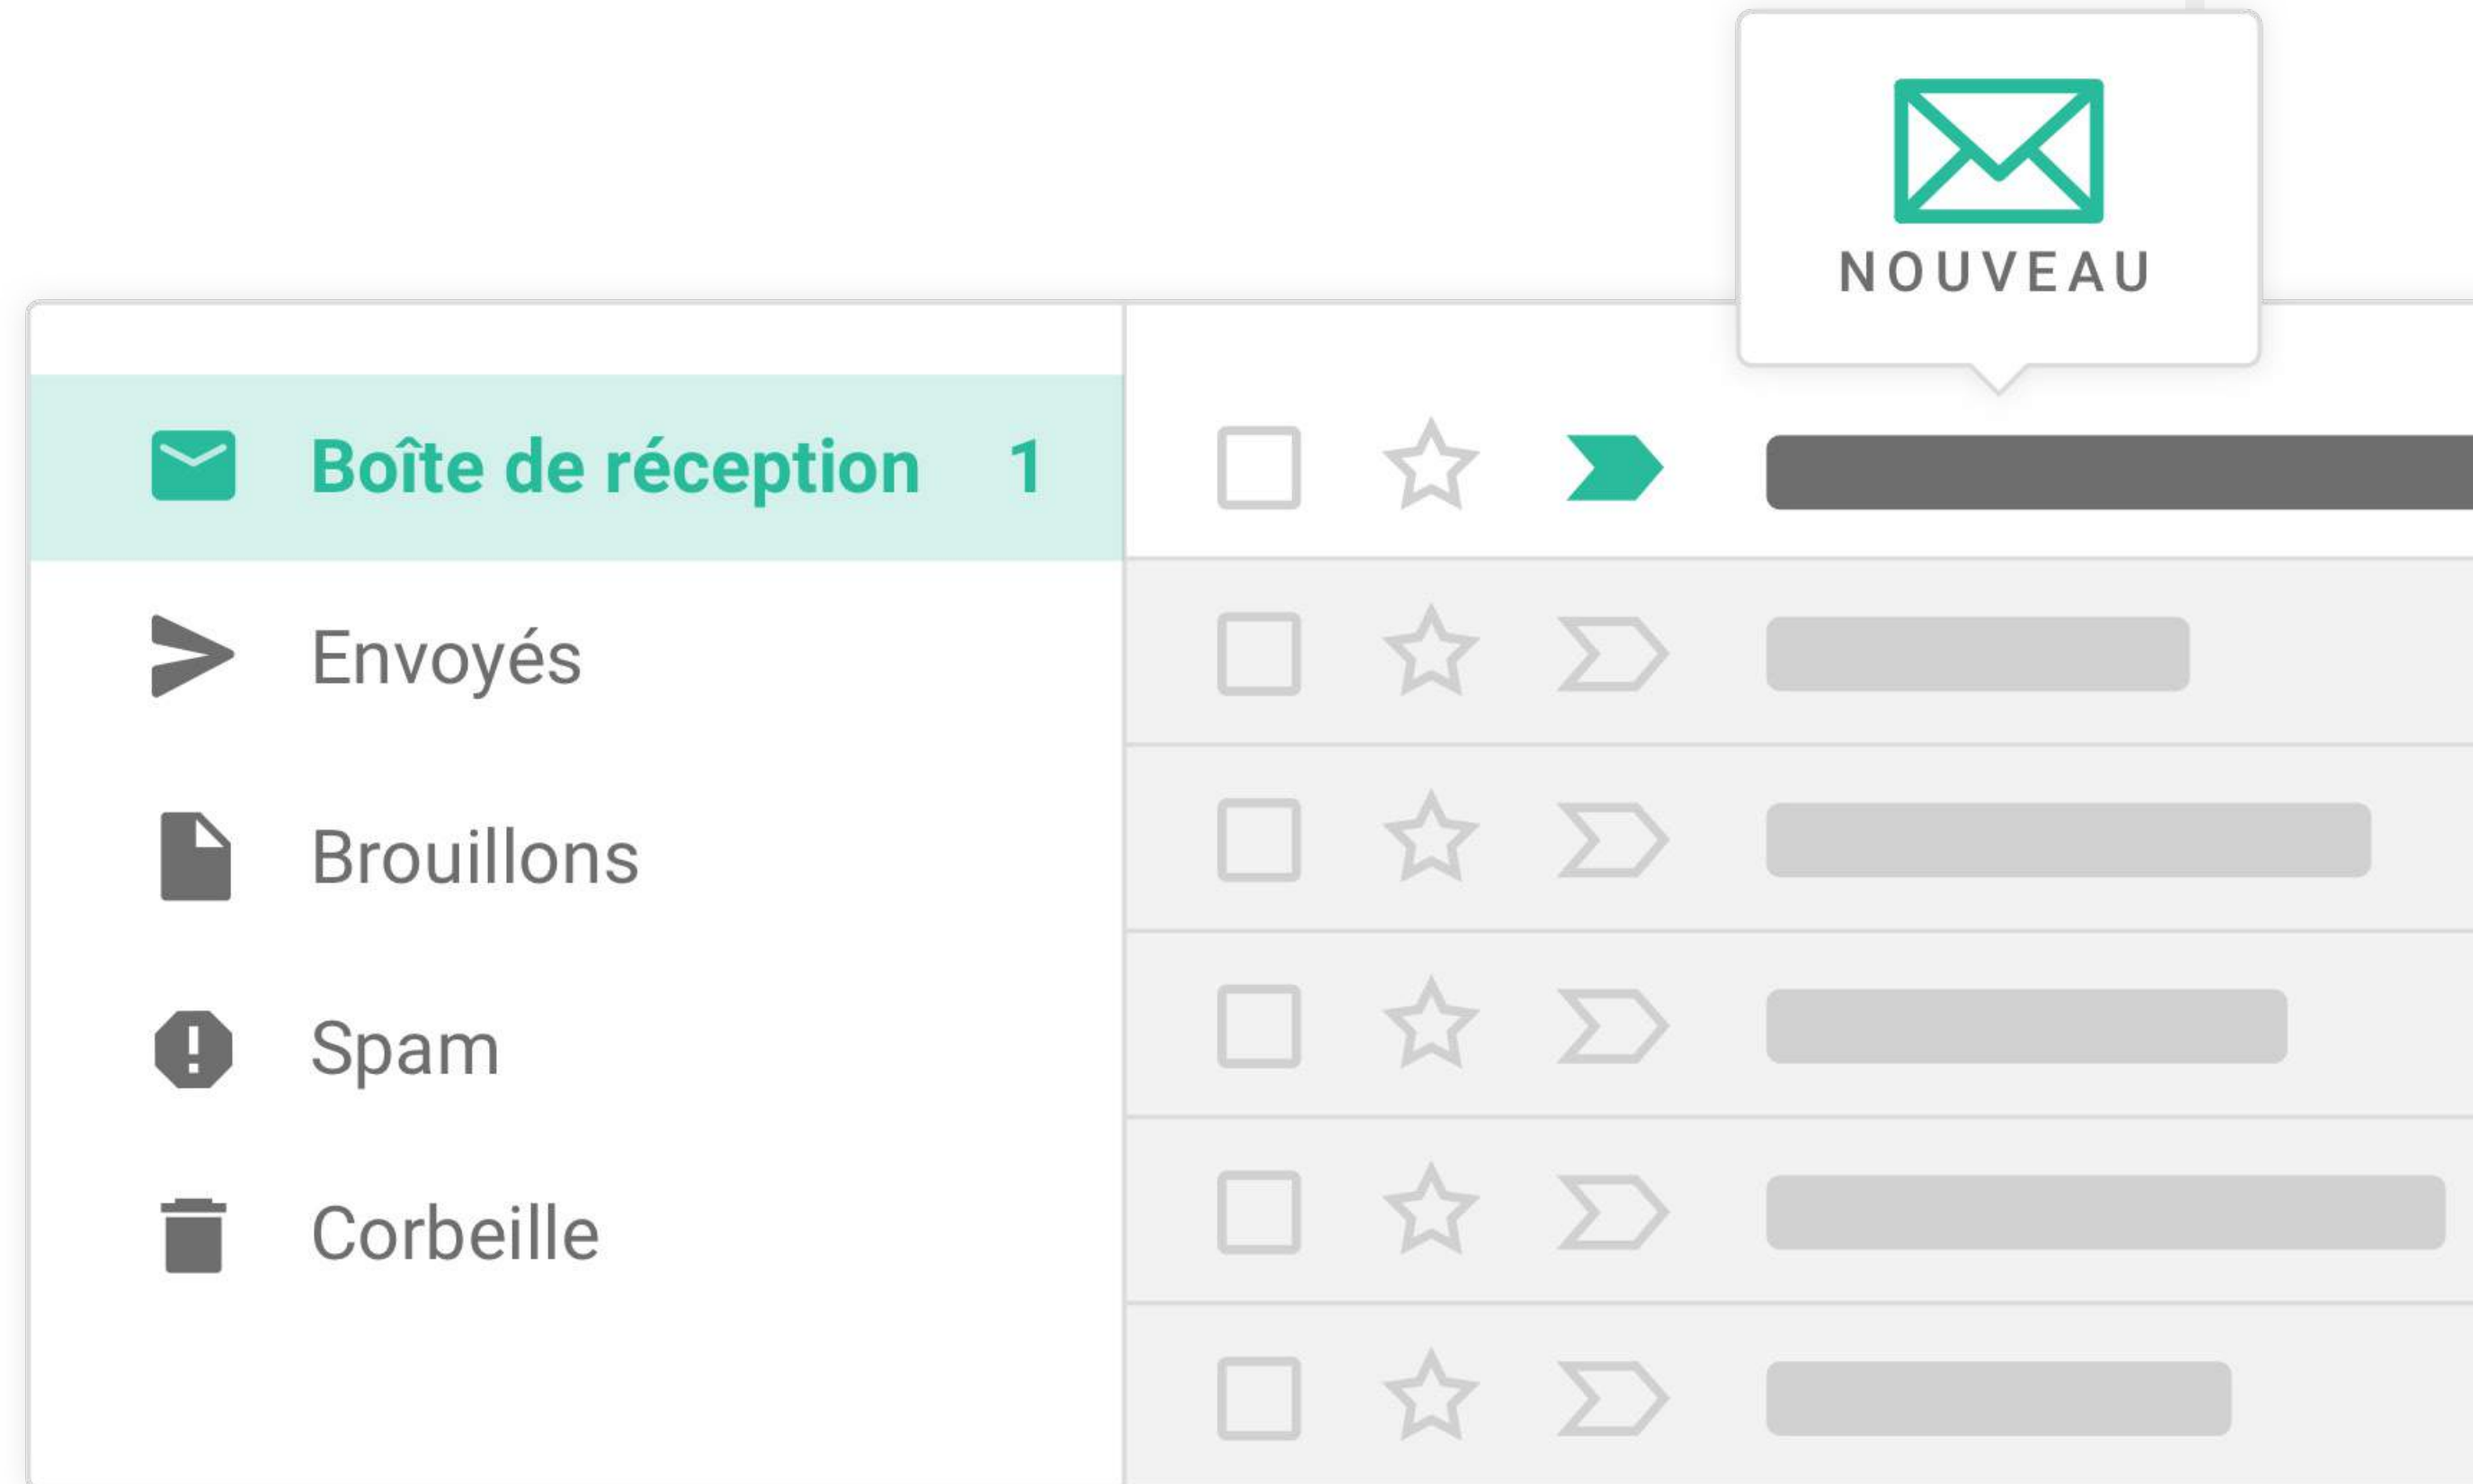 NOUVEAU
Boîte de réception 1
Envoyés
Brouillons
Spam
Corbeille